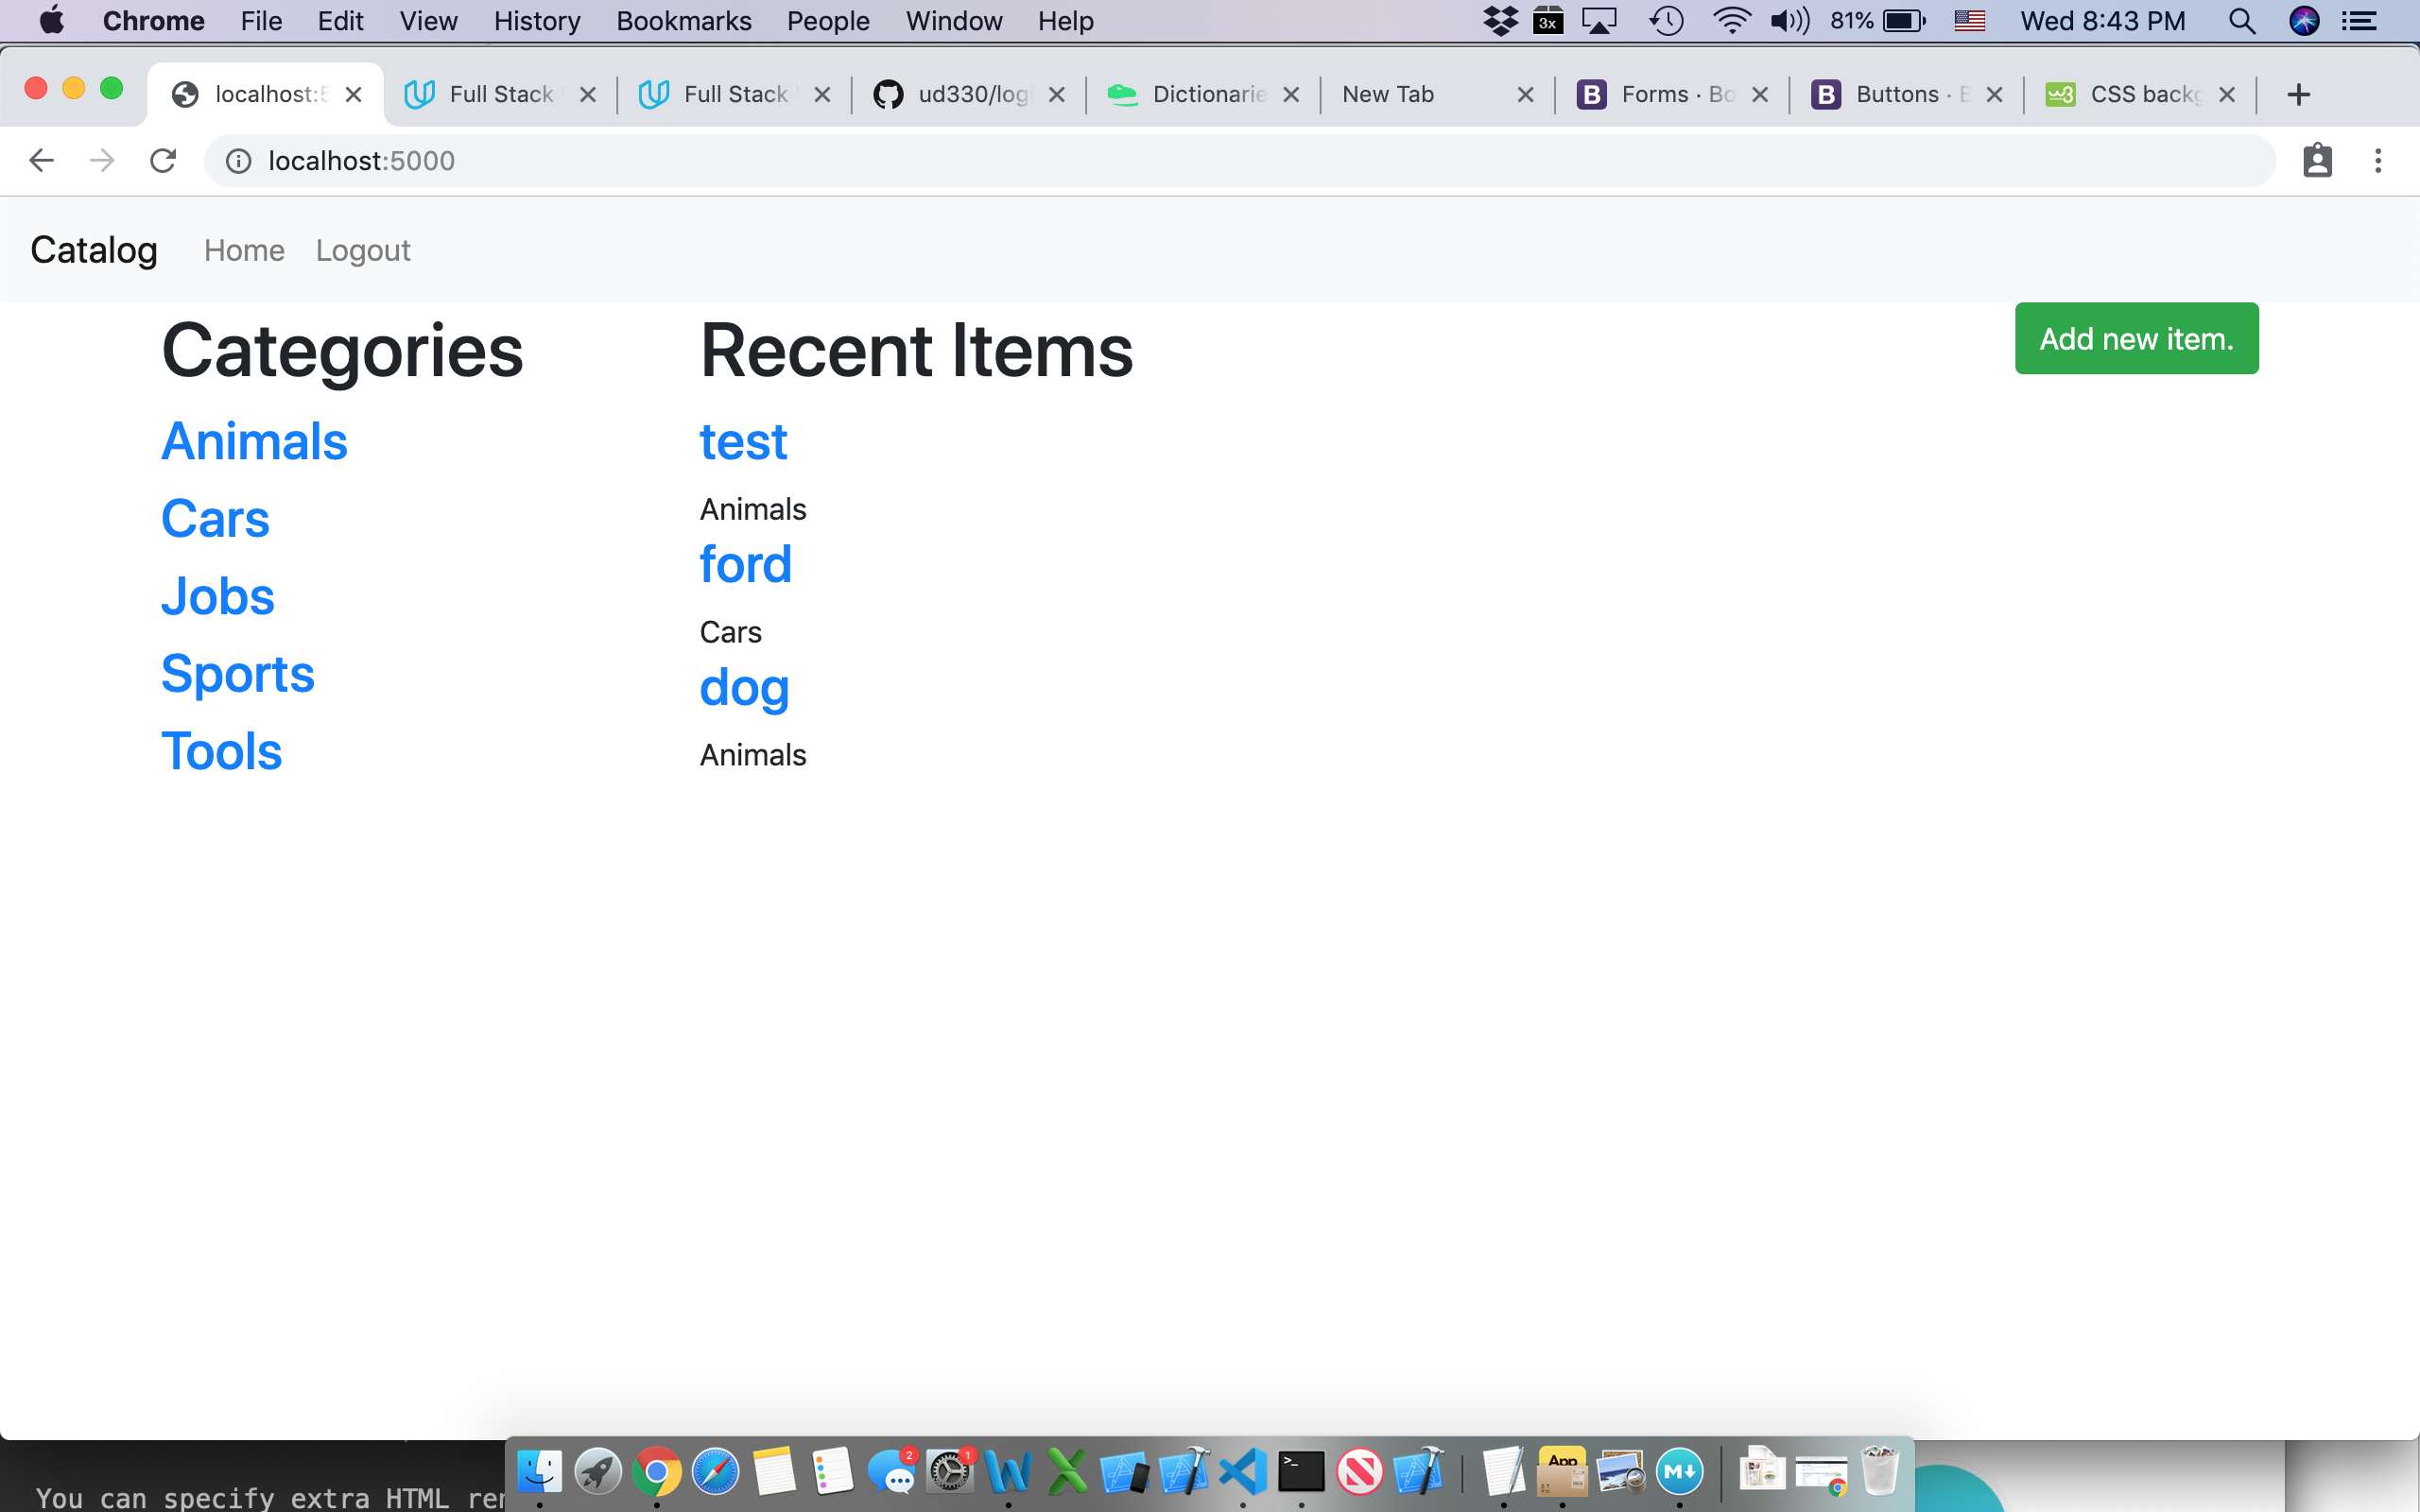 Chrome File Edit View History Bookmarks People Window Help 3x 81% Wed 8:43 PM
localhost:5 Full Stack Full Stack ud330/logi Dictionarie New Tab B Forms · Bo B Buttons · CSS backg
localhost:5000
Catalog Home Logout
Categories Recent Items Add new item.
Animals test
Animals
Cars ford
Jobs Cars
Sports dog
Tools Animals
2 1 App
You can specify extra HTML ren